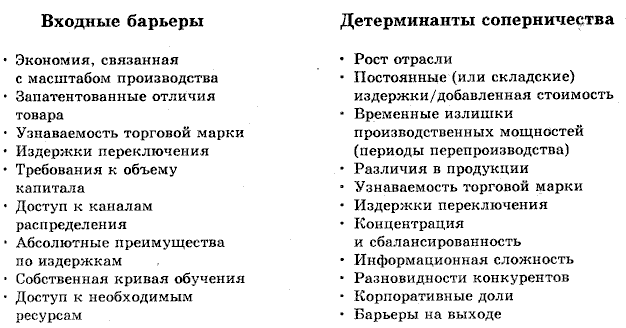 Входные барьеры
· Экономия, связанная
с масштабом производства
· Запатентованные отличия
товара
· Узнаваемость торговой марки
· Издержки переключения
· Требования к объему
капитала
· Доступ к каналам
распределения
· Абсолютные преимущества
по издержкам
· Собственная кривая обучения
· Доступ к необходимым
ресурсам
Детерминанты соперничества
· Рост отрасли
· Постоянные (или складские)
издержки/добавленная стоимость
· Временные излишки
производственных мощностей
(периоды перепроизводства)
· Различия в продукции
· Узнаваемость торговой марки
· Издержки переключения
· Концентрация
и сбалансированность
· Информационная сложность
· Разновидности конкурентов
· Корпоративные доли
· Барьеры на выходе